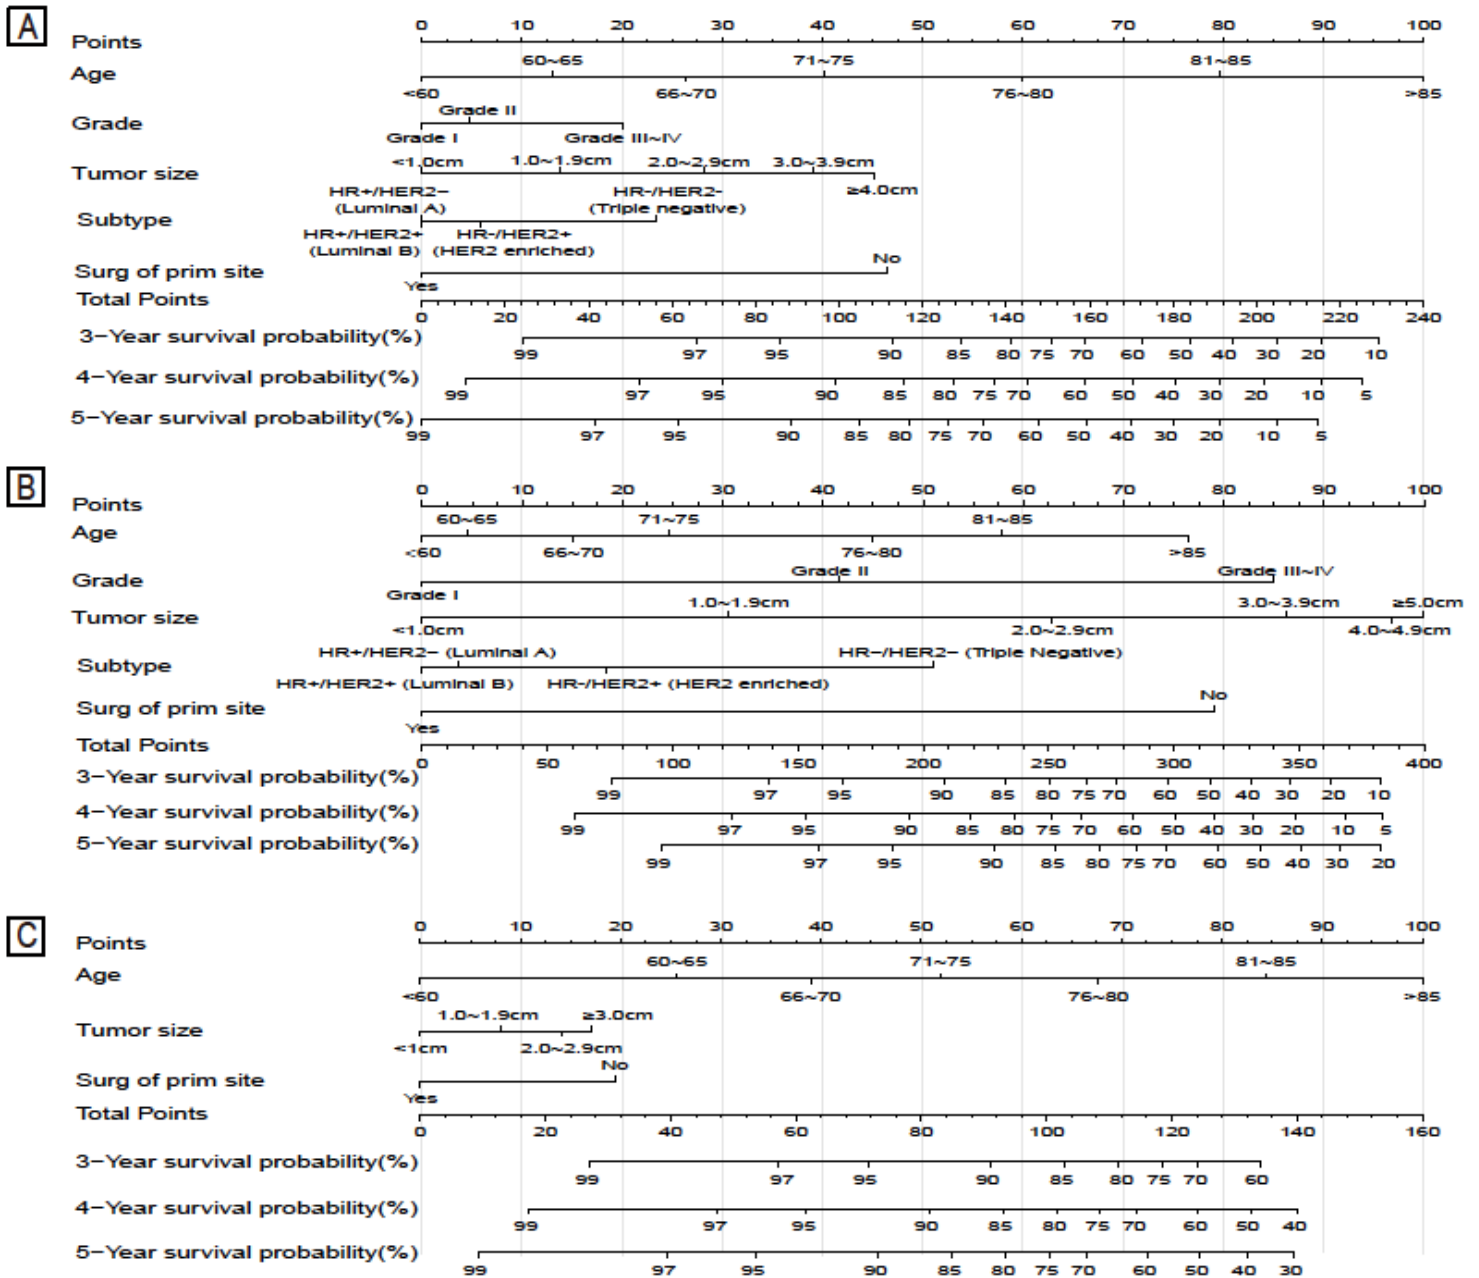 A
0 10 20 30 40 50 60 70 80 90 100
Points
60~65 71~75 81~85
Age
<60 66~70 76~80 >85
Grade II
Grade
Grade I Grade III~IV
<1.0cm 1.0~1.9cm 2.0~2.9cm 3.0~3.9cm
Tumor size
≥4.0cm
HR+/HER2− HR-/HER2-
(Luminal A) (Triple negative)
Subtype
HR+/HER2+ HR-/HER2+
(Luminal B) (HER2 enriched)
No
Surg of prim site
Yes
Total Points
0 20 40 60 80 100 120 140 160 180 200 220 240
3−Year survival probability(%)
99 97 95 90 85 80 75 70 60 50 40 30 20 10
4−Year survival probability(%)
99 97 95 90 85 80 75 70 60 50 40 30 20 10 5
5−Year survival probability(%)
99 97 95 90 85 80 75 70 60 50 40 30 20 10 5
B
0 10 20 30 40 50 60 70 80 90 100
Points
60~65 71~75 81~85
Age
<60 66~70 76~80 >85
Grade II Grade III~IV
Grade
Grade I
1.0~1.9cm 3.0~3.9cm ≥5.0cm
Tumor size
<1.0cm 2.0~2.9cm 4.0~4.9cm
HR+/HER2− (Luminal A) HR−/HER2− (Triple Negative)
Subtype
HR+/HER2+ (Luminal B) HR-/HER2+ (HER2 enriched)
No
Surg of prim site
Yes
Total Points
0 50 100 150 200 250 300 350 400
3−Year survival probability(%)
99 97 95 90 85 80 75 70 60 50 40 30 20 10
4−Year survival probability(%)
99 97 95 90 85 80 75 70 60 50 40 30 20 10 5
5−Year survival probability(%)
99 97 95 90 85 80 75 70 60 50 40 30 20
C
0 10 20 30 40 50 60 70 80 90 100
Points
60~65 71~75 81~85
Age
<60 66~70 76~80 >85
1.0~1.9cm ≥3.0cm
Tumor size
<1cm 2.0~2.9cm
No
Surg of prim site
Yes
Total Points
0 20 40 60 80 100 120 140 160
3−Year survival probability(%)
99 97 95 90 85 80 75 70 60
4−Year survival probability(%)
99 97 95 90 85 80 75 70 60 50 40
5−Year survival probability(%)
99 97 95 90 85 80 75 70 60 50 40 30